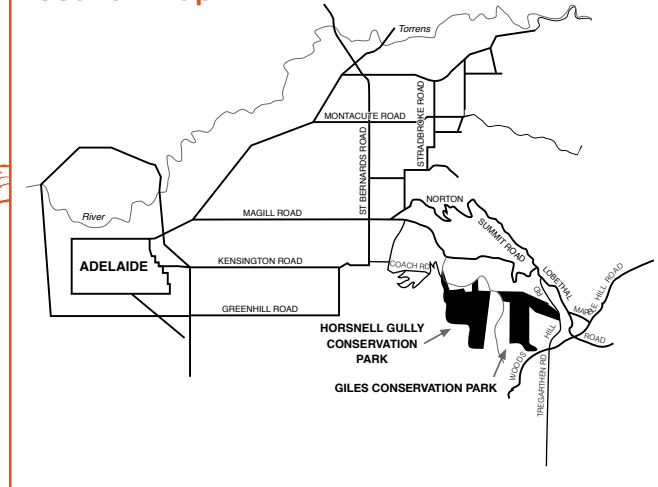 Torrens
MONTACUTE ROAD
STRADBROKE ROAD
ST BERNARDS ROAD
River
MAGILL ROAD
NORTON
SUMMIT ROAD
ADELAIDE
KENSINGTON ROAD
COACH RD
LOBETHAL
GREENHILL ROAD
RD
HILL
WOODS
ROAD
HILL ROAD
HORSNELL GULLY
CONSERVATION
PARK
GILES CONSERVATION PARK
TREGARTHEN RD